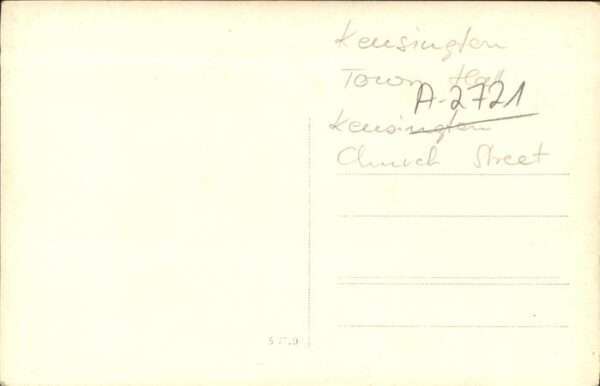 Kensington
Town Hall
A-2721
Kensington
Church Street